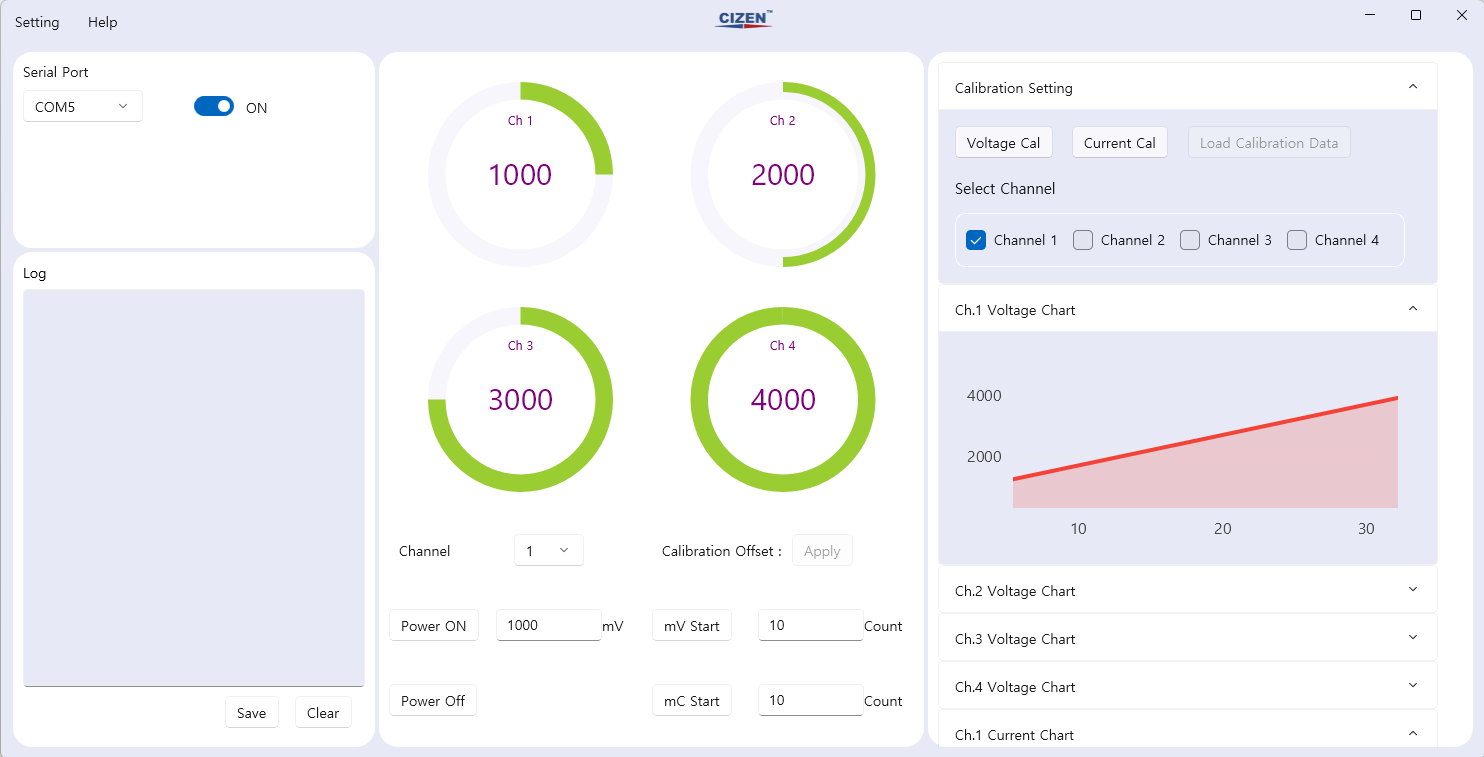 Setting Help
CIZEN™
Serial Port
COM5 ON
Log
Save Clear
Ch 1
1000
Ch 2
2000
Ch 3
3000
Ch 4
4000
Channel 1 Calibration Offset : Apply
Power ON 1000 mV mV Start 10 Count
Power Off mC Start 10 Count
Calibration Setting
Voltage Cal Current Cal Load Calibration Data
Select Channel
Channel 1 Channel 2 Channel 3 Channel 4
Ch.1 Voltage Chart
4000
2000
10 20 30
Ch.2 Voltage Chart
Ch.3 Voltage Chart
Ch.4 Voltage Chart
Ch.1 Current Chart